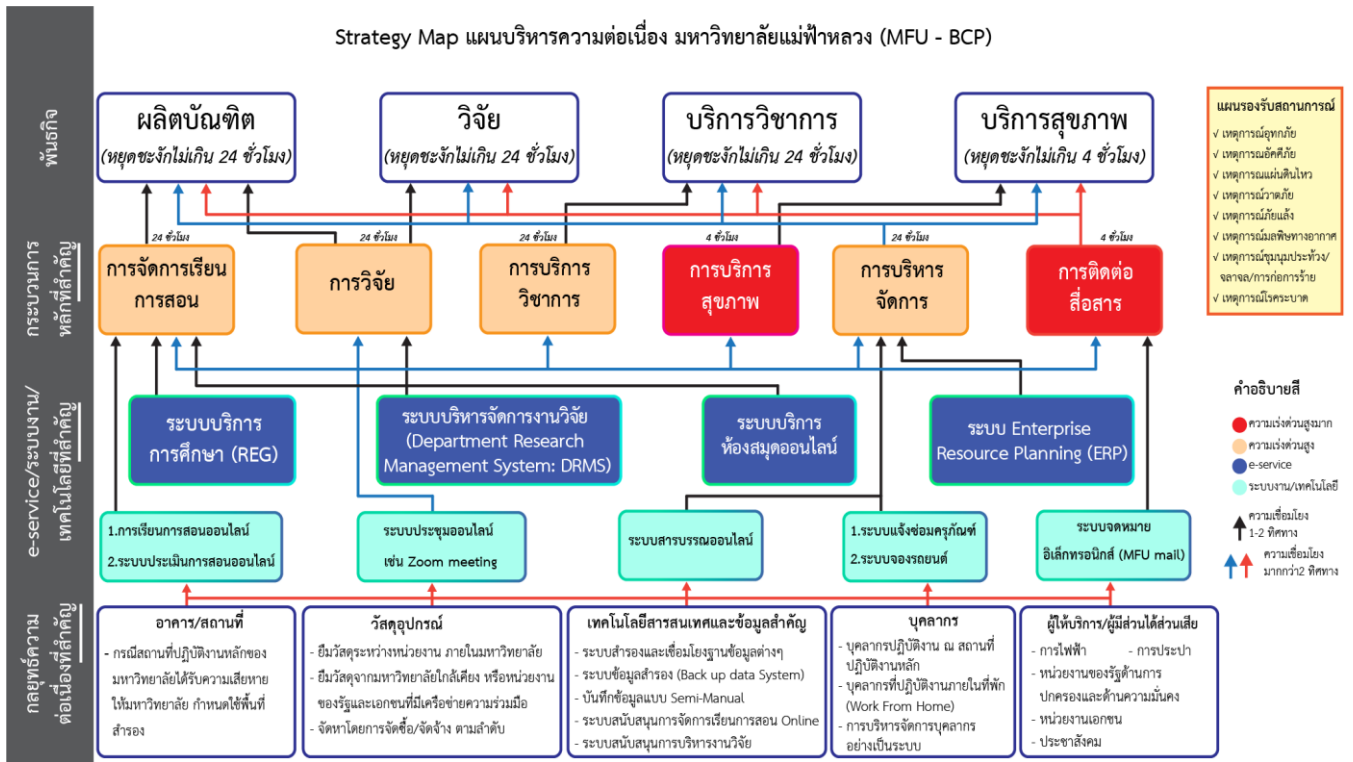 Strategy Map แผนบริหารความต่อเนื่อง มหาวิทยาลัยแม่ฟ้าหลวง (MFU - BCP)
พันธกิจ
ผลิตบัณฑิต
(หยุดชะงักไม่เกิน 24 ชั่วโมง)
วิจัย
(หยุดชะงักไม่เกิน 24 ชั่วโมง)
บริการวิชาการ
(หยุดชะงักไม่เกิน 24 ชั่วโมง)
บริการสุขภาพ
(หยุดชะงักไม่เกิน 4 ชั่วโมง)
แผนรองรับสถานการณ์
√ เหตุการณ์อุทกภัย
√ เหตุการณอัคคีภัย
√ เหตุการณแผ่นดินไหว
√ เหตุการณ์วาตภัย
√ เหตุการณ์ภัยแล้ง
√ เหตุการณ์มลพิษทางอากาศ
√ เหตุการณ์ชุมนุมประท้วง/
จลาจล/การก่อการร้าย
√ เหตุการณ์โรคระบาด
กระบวนการ
หลักที่สำคัญ
24 ชั่วโมง
การจัดการเรียน
การสอน
24 ชั่วโมง
การวิจัย
24 ชั่วโมง
การบริการ
วิชาการ
4 ชั่วโมง
การบริการ
สุขภาพ
24 ชั่วโมง
การบริหาร
จัดการ
4 ชั่วโมง
การติดต่อ
สื่อสาร
e-service/ระบบงาน/
เทคโนโลยีที่สำคัญ
ระบบบริการ
การศึกษา (REG)
ระบบบริหารจัดการงานวิจัย
(Department Research
Management System: DRMS)
ระบบบริการ
ห้องสมุดออนไลน์
ระบบ Enterprise
Resource Planning (ERP)
1.การเรียนการสอนออนไลน์
2.ระบบประเมินการสอนออนไลน์
ระบบประชุมออนไลน์
เช่น Zoom meeting
ระบบสารบรรณออนไลน์
1.ระบบแจ้งซ่อมครุภัณฑ์
2.ระบบจองรถยนต์
ระบบจดหมาย
อิเล็กทรอนิกส์ (MFU mail)
คำอธิบายสี
ความเร่งด่วนสูงมาก
ความเร่งด่วนสูง
e-service
ระบบงาน/เทคโนโลยี
ความเชื่อมโยง
1-2 ทิศทาง
ความเชื่อมโยง
มากกว่า2 ทิศทาง
กลยุทธ์ความ
ต่อเนื่องที่สำคัญ
อาคาร/สถานที่
- กรณีสถานที่ปฏิบัติงานหลักของ
มหาวิทยาลัยได้รับความเสียหาย
ให้มหาวิทยาลัย กำหนดใช้พื้นที่
สำรอง
วัสดุอุปกรณ์
- ยืมวัสดุระหว่างหน่วยงาน ภายในมหาวิทยาลัย
- ยืมวัสดุจากมหาวิทยาลัยใกล้เคียง หรือหน่วยงาน
ของรัฐและเอกชนที่มีเครือข่ายความร่วมมือ
- จัดหาโดยการจัดซื้อ/จัดจ้าง ตามลำดับ
เทคโนโลยีสารสนเทศและข้อมูลสำคัญ
- ระบบสำรองและเชื่อมโยงฐานข้อมูลต่างๆ
- ระบบข้อมูลสำรอง (Back up data System)
- บันทึกข้อมูลแบบ Semi-Manual
- ระบบสนับสนุนการจัดการเรียนการสอน Online
- ระบบสนับสนุนการบริหารงานวิจัย
บุคลากร
- บุคลากรปฏิบัติงาน ณ สถานที่
ปฏิบัติงานหลัก
- บุคลากรที่ปฏิบัติงานภายในที่พัก
(Work From Home)
- การบริหารจัดการบุคลากร
อย่างเป็นระบบ
ผู้ให้บริการ/ผู้มีส่วนได้ส่วนเสีย
- การไฟฟ้า - การประปา
- หน่วยงานของรัฐด้านการ
ปกครองและด้านความมั่นคง
- หน่วยงานเอกชน
- ประชาสังคม